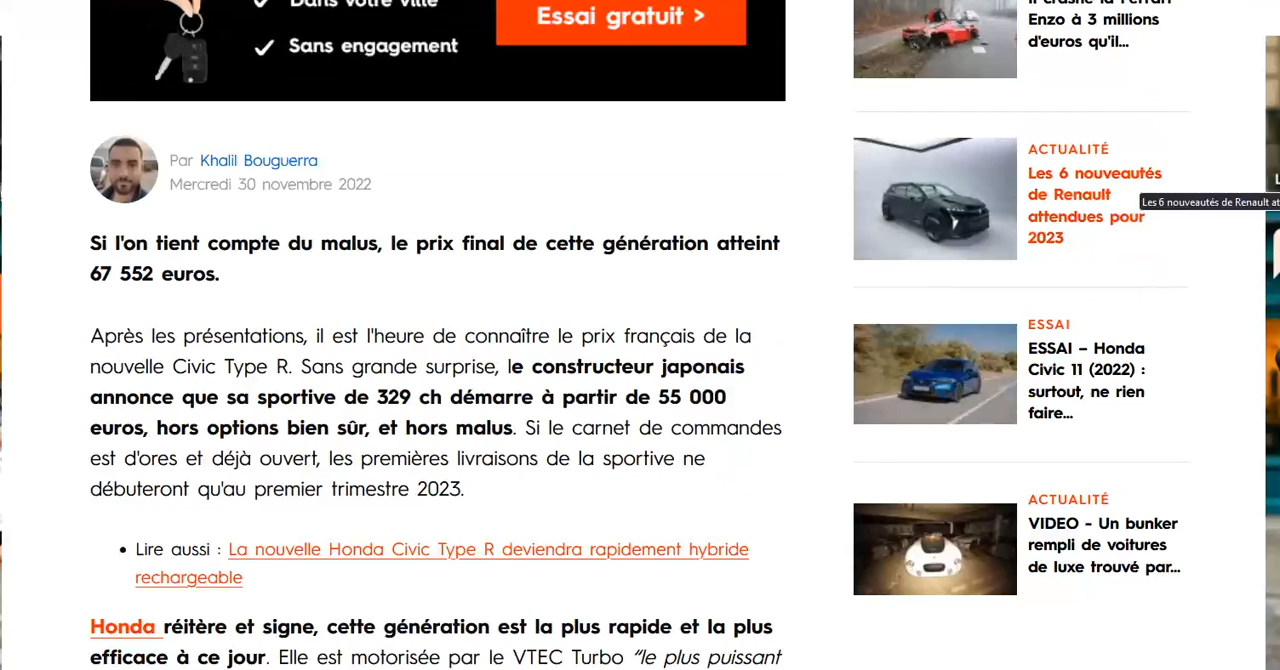 Dans votre ville
Sans engagement
Essai gratuit >
Par Khalil Bouguerra
Mercredi 30 novembre 2022
Si l'on tient compte du malus, le prix final de cette génération atteint
67 552 euros.
Après les présentations, il est l'heure de connaître le prix français de la
nouvelle Civic Type R. Sans grande surprise, le constructeur japonais
annonce que sa sportive de 329 ch démarre à partir de 55 000
euros, hors options bien sûr, et hors malus. Si le carnet de commandes
est d'ores et déjà ouvert, les premières livraisons de la sportive ne
débuteront qu'au premier trimestre 2023.
• Lire aussi : La nouvelle Honda Civic Type R deviendra rapidement hybride
rechargeable
Honda réitère et signe, cette génération est la plus rapide et la plus
efficace à ce jour. Elle est motorisée par le VTEC Turbo “le plus puissant
Il crashe la Ferrari
Enzo à 3 millions
d'euros qu'il...
ACTUALITÉ
Les 6 nouveautés
de Renault
attendues pour
2023
Les 6 nouveautés de Renault at
ESSAI
ESSAI – Honda
Civic 11 (2022) :
surtout, ne rien
faire...
ACTUALITÉ
VIDEO - Un bunker
rempli de voitures
de luxe trouvé par...